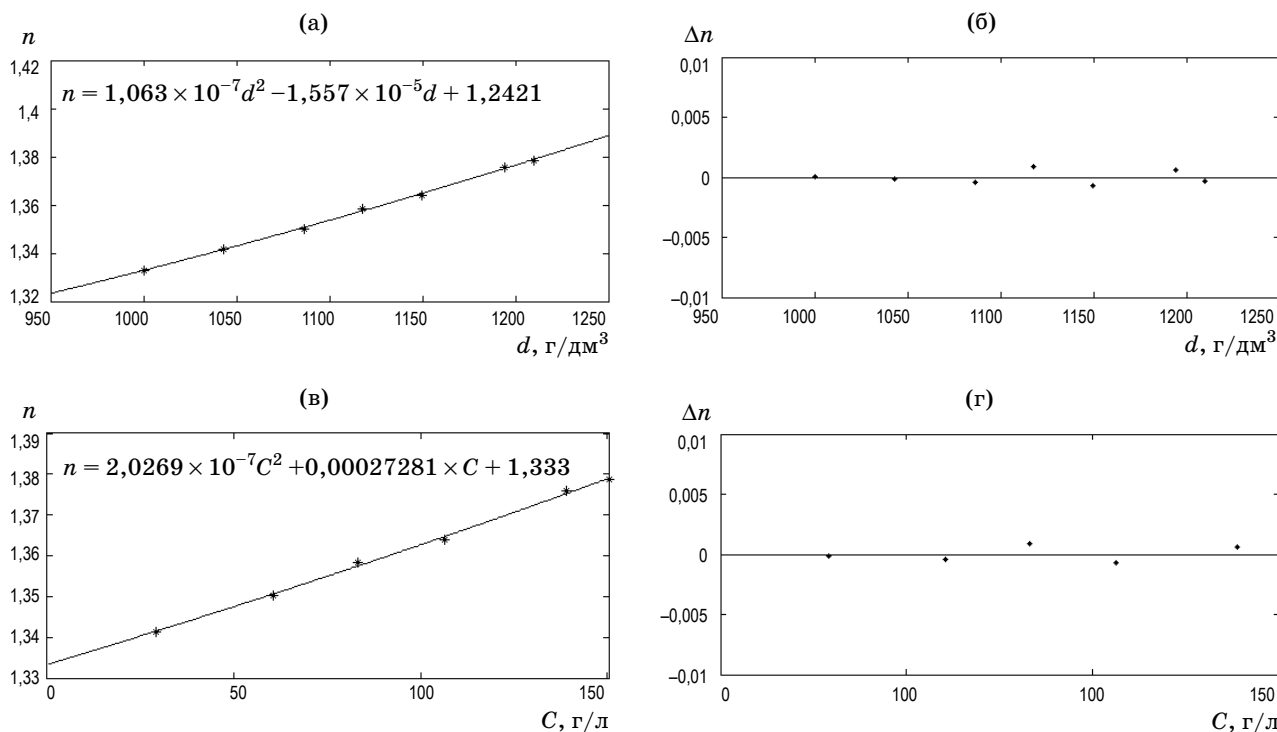 (а)
n
1,42
n = 1,063 × 10⁻⁷d² −1,557 × 10⁻⁵d + 1,2421
1,4
1,38
1,36
1,34
1,32
950 1000 1050 1100 1150 1200 1250
d, г/дм³
(б)
Δn
0,01
0,005
0
–0,005
–0,01
950 1000 1050 1100 1150 1200 1250
d, г/дм³
(в)
n
1,39
n = 2,0269 × 10⁻⁷C² +0,00027281 × C + 1,333
1,38
1,37
1,36
1,35
1,34
1,33
0 50 100 150
C, г/л
(г)
Δn
0,01
0,005
0
–0,005
–0,01
0 100 100 150
C, г/л